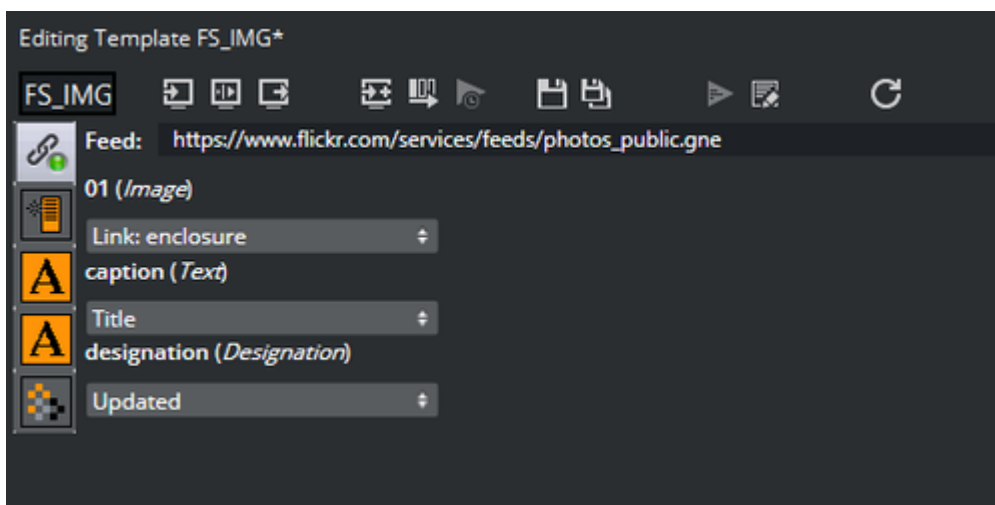 Editing Template FS_IMG*
FS_IMG
Feed: https://www.flickr.com/services/feeds/photos_public.gne
01 (Image)
Link: enclosure
caption (Text)
A
Title
A
designation (Designation)
Updated